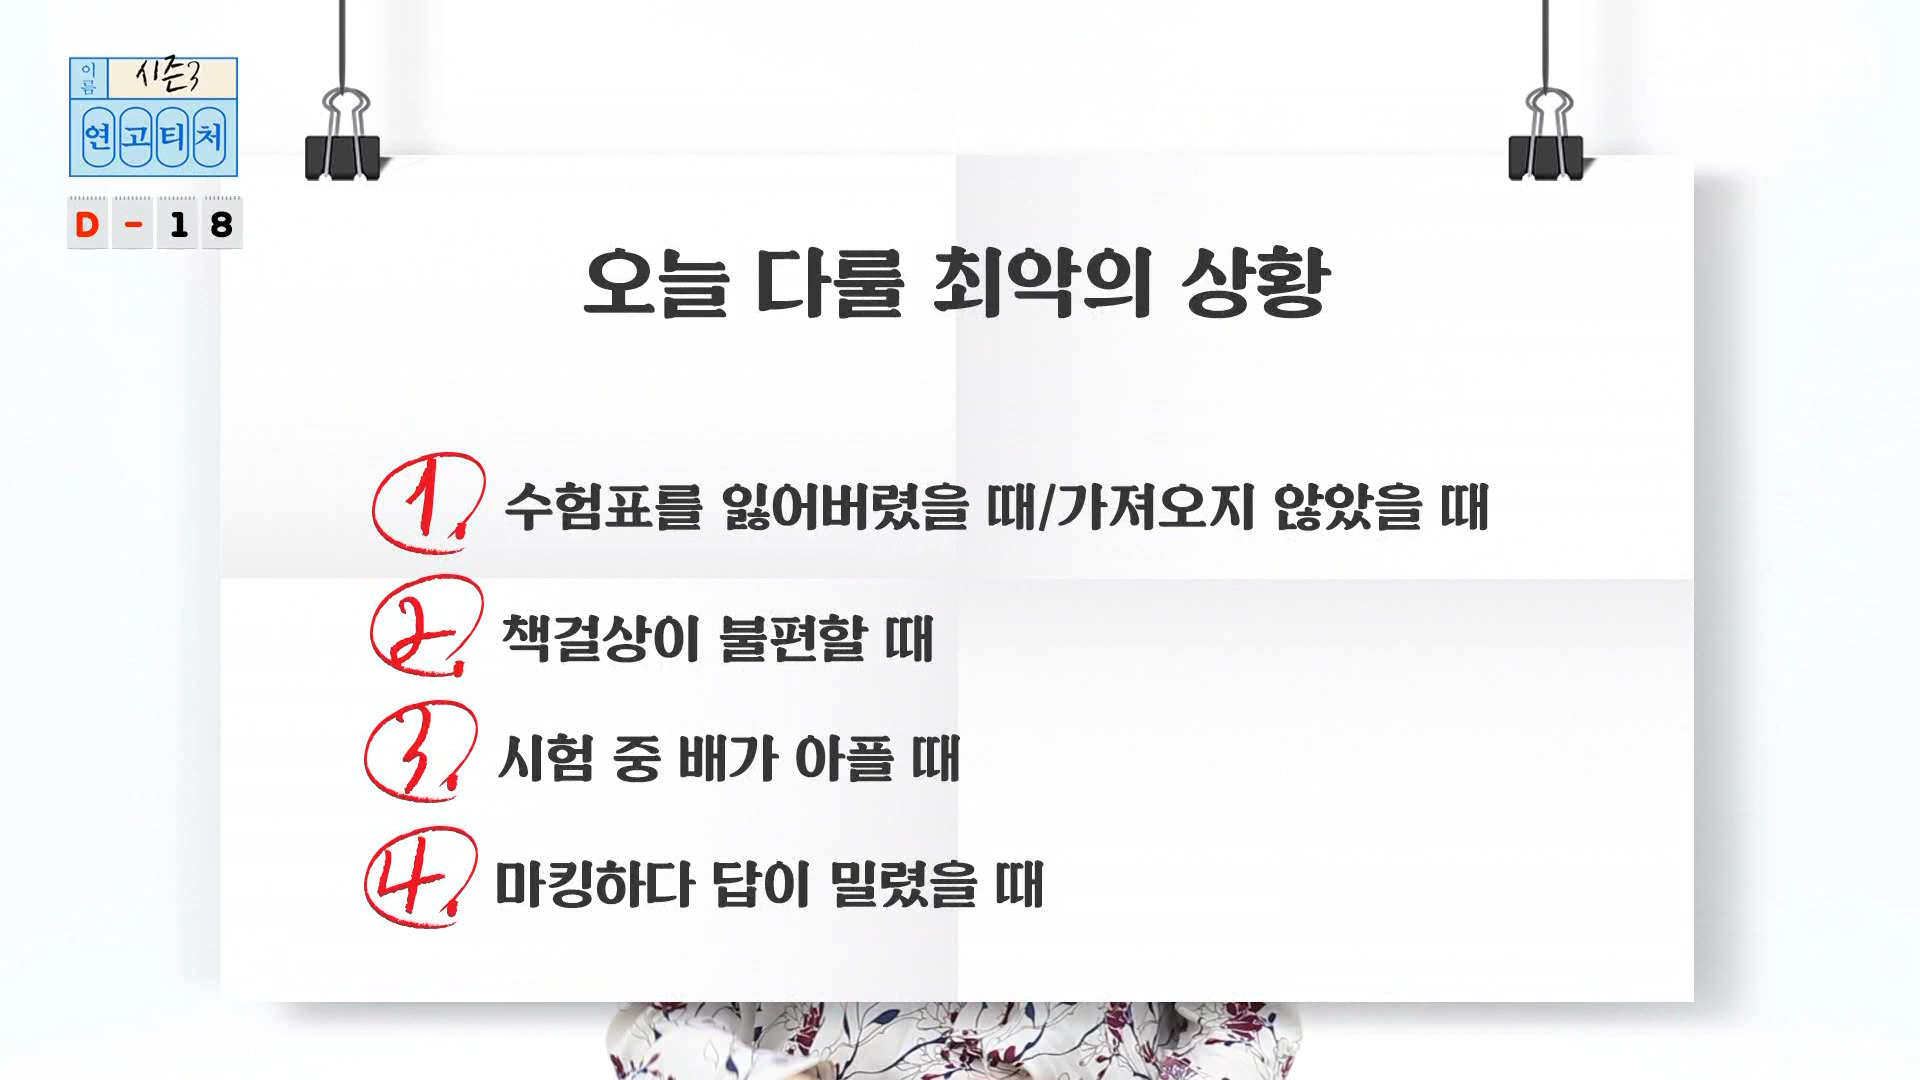 이름 시즌3
연고티처
D-18
오늘 다룰 최악의 상황
1. 수험표를 잃어버렸을 때/가져오지 않았을 때
2. 책걸상이 불편할 때
3. 시험 중 배가 아플 때
4. 마킹하다 답이 밀렸을 때